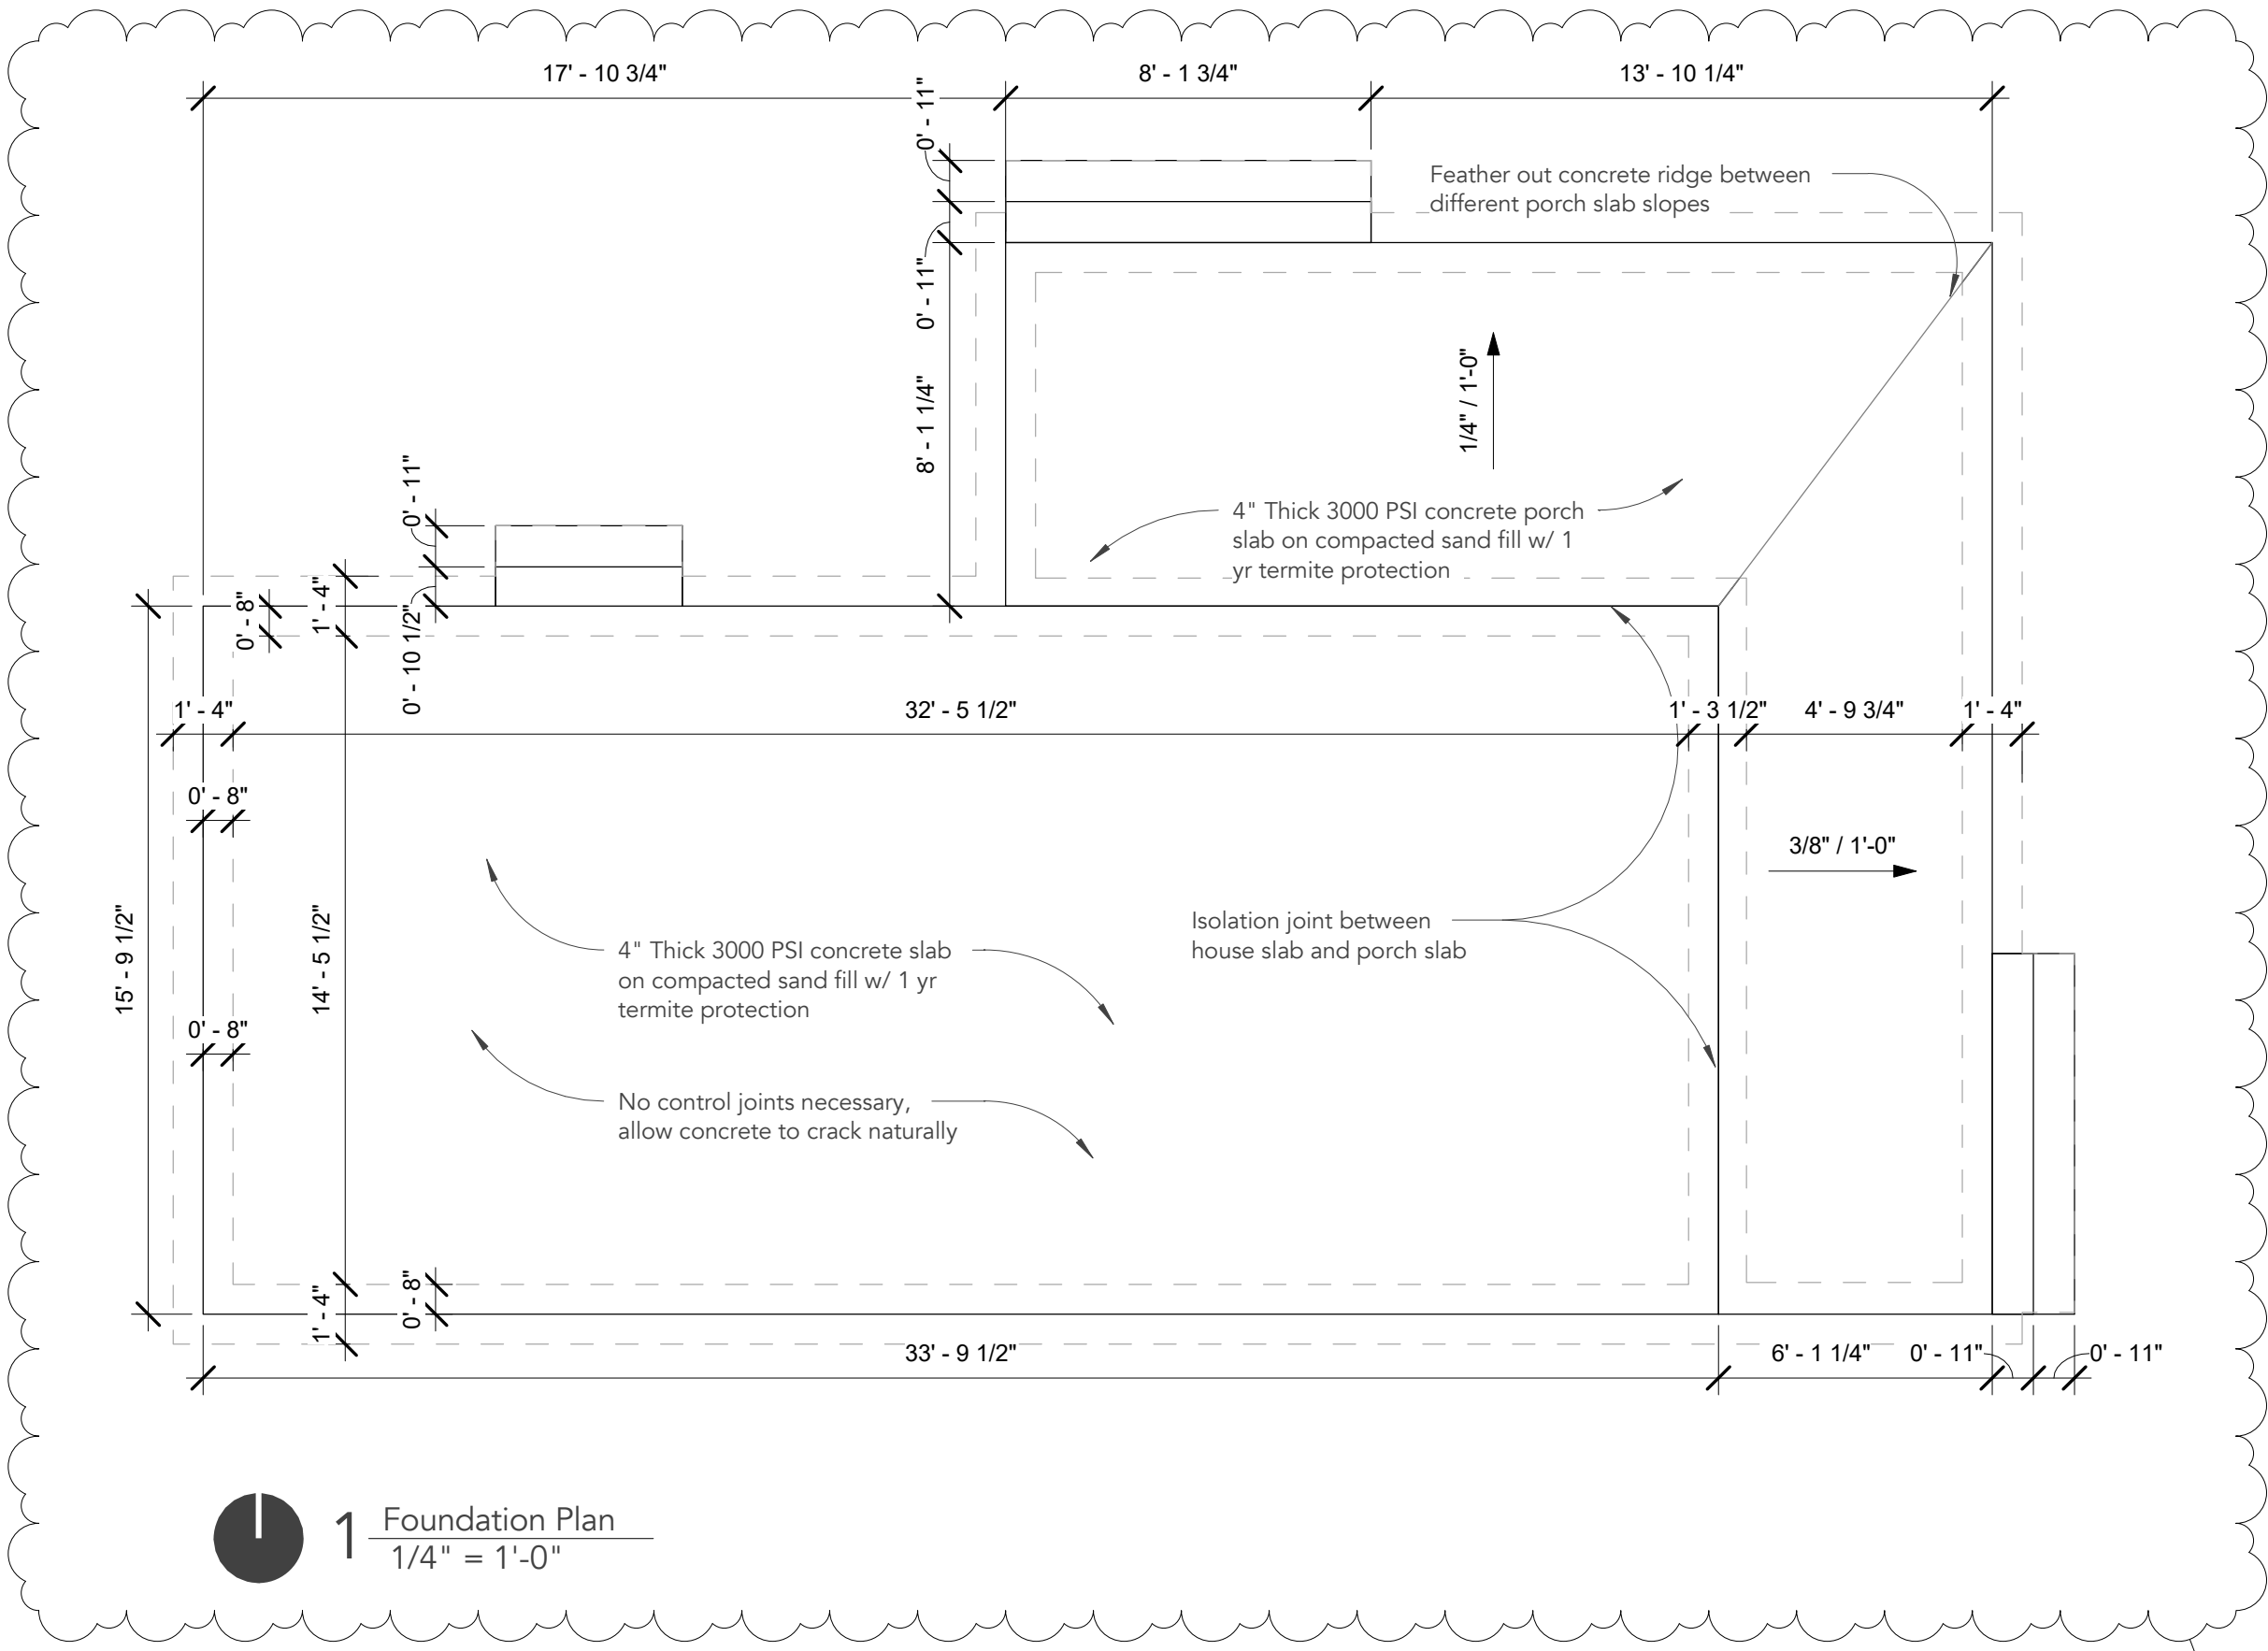 17' - 10 3/4"
8' - 1 3/4"
13' - 10 1/4"
0' - 11"
Feather out concrete ridge between
different porch slab slopes
0' - 11"
8' - 1 1/4"
1/4" / 1'-0"
0' - 11"
4" Thick 3000 PSI concrete porch
slab on compacted sand fill w/ 1
yr termite protection
0' - 8"
1' - 4"
0' - 10 1/2"
1' - 4"
32' - 5 1/2"
1' - 3 1/2"
4' - 9 3/4"
1' - 4"
0' - 8"
3/8" / 1'-0"
15' - 9 1/2"
14' - 5 1/2"
4" Thick 3000 PSI concrete slab
on compacted sand fill w/ 1 yr
termite protection
Isolation joint between
house slab and porch slab
0' - 8"
No control joints necessary,
allow concrete to crack naturally
1' - 4"
0' - 8"
33' - 9 1/2"
6' - 1 1/4"
0' - 11"
0' - 11"
1
Foundation Plan
1/4" = 1'-0"